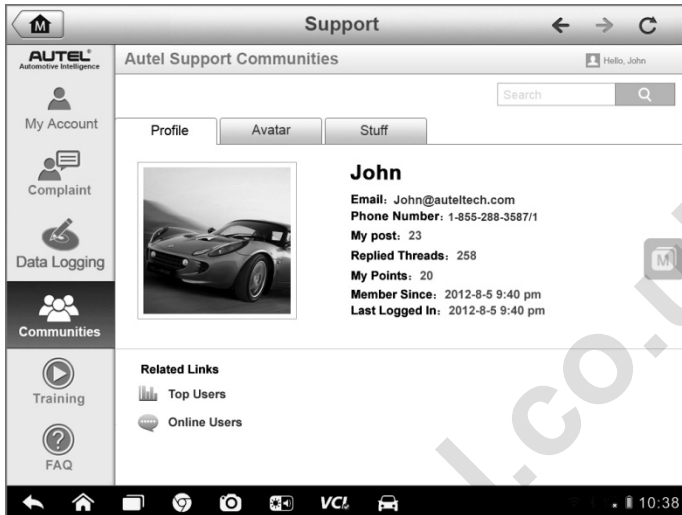 Support
AUTEL®
Automotive Intelligence
Autel Support Communities
Hello, John
Search
My Account
Profile
Avatar
Stuff
Complaint
John
Email: John@auteltech.com
Phone Number: 1-855-288-3587/1
My post: 23
Replied Threads: 258
My Points: 20
Member Since: 2012-8-5 9:40 pm
Last Logged In: 2012-8-5 9:40 pm
Data Logging
M
M
Communities
Related Links
Top Users
Online Users
Training
FAQ
VCI
10:38
l.co.u